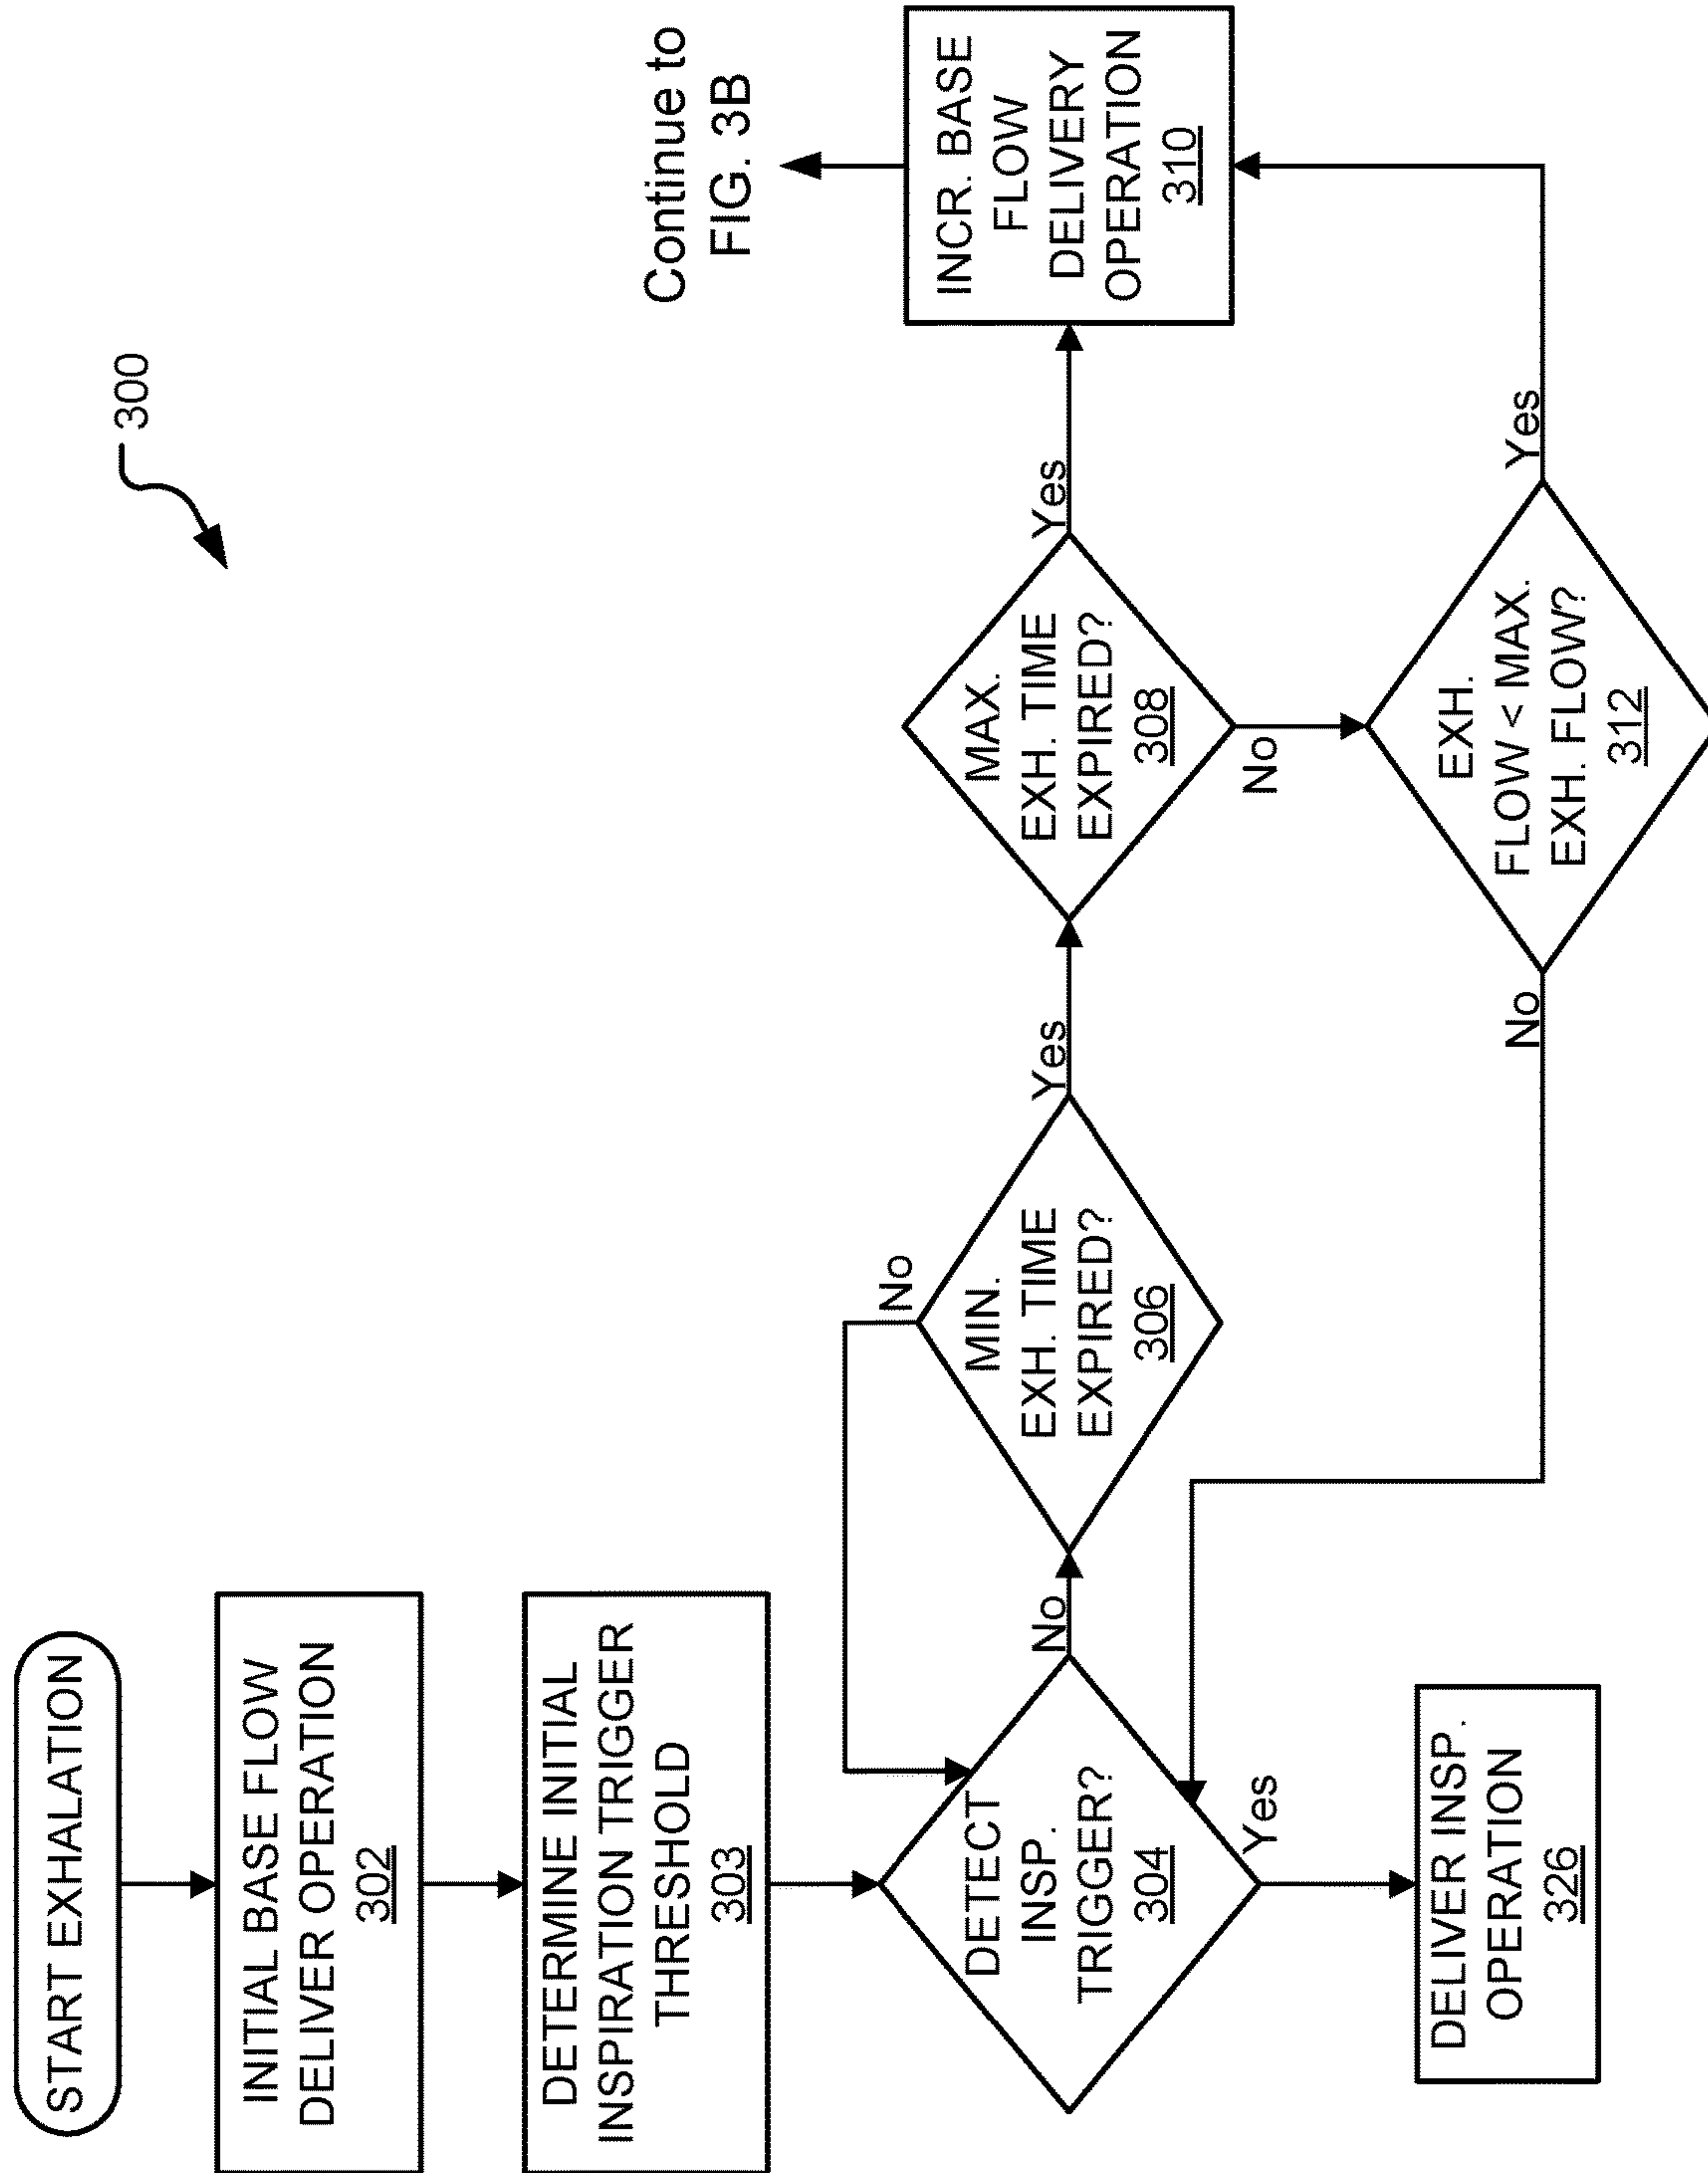 300
START EXHALATION
INITIAL BASE FLOW
DELIVER OPERATION
302
DETERMINE INITIAL
INSPIRATION TRIGGER
THRESHOLD
303
DETECT
INSP.
TRIGGER?
304
No
Yes
DELIVER INSP.
OPERATION
326
MIN.
EXH. TIME
EXPIRED?
306
No
Yes
MAX.
EXH. TIME
EXPIRED?
308
Yes
No
EXH.
FLOW < MAX.
EXH. FLOW?
312
No
Yes
INCR. BASE
FLOW
DELIVERY
OPERATION
310
Continue to
FIG. 3B